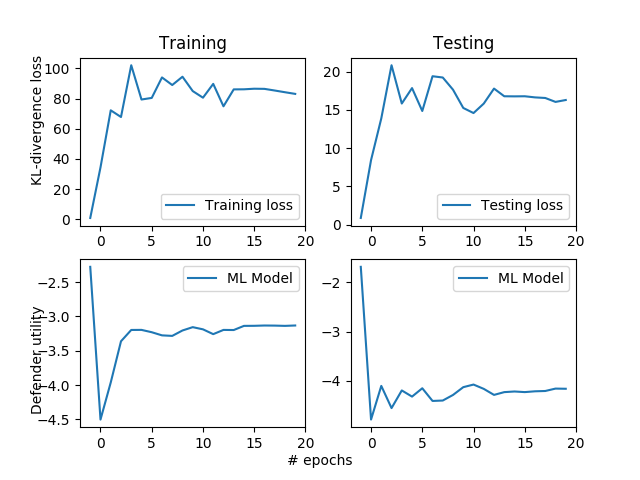 Training
Testing
KL-divergence loss
100
80
60
40
20
0
Training loss
0 5 10 15 20
20
15
10
5
0
Testing loss
0 5 10 15 20
Defender utility
−2.5
−3.0
−3.5
−4.0
−4.5
ML Model
0 5 10 15 20
−2
−3
−4
ML Model
0 5 10 15 20
# epochs